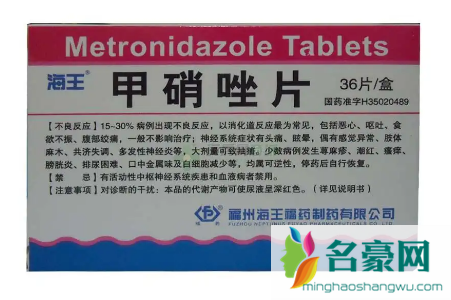 Metronidazole Tablets
海王®
甲硝唑片
36片/盒
国药准字H35020489
【不良反应】15~30%病例出现不良反应,以消化道反应最为常见,包括恶心、呕吐、食
欲不振、腹部绞痛,一般不影响治疗;神经系统症状有头痛、眩晕,偶有感觉异常、肢体
麻木、共济失调、多发性神经炎等,大剂量可致抽搐。少数病例发生荨麻疹、潮红、瘙痒、
膀胱炎、排尿困难、口中金属味及白细胞减少等,均属可逆性,停药后自行恢复。
【禁 忌】有活动性中枢神经系统疾患和血液病者禁用。
【注意事项】对诊断的干扰:本品的代谢产物可使尿液呈深红色。(详见说明书)
福州海王福药制药有限公司
FUZHOU NEPTUNUS FUYAO PHARMACEUTICAL CO.,LTD.
名豪网
minghaoshangwu.com